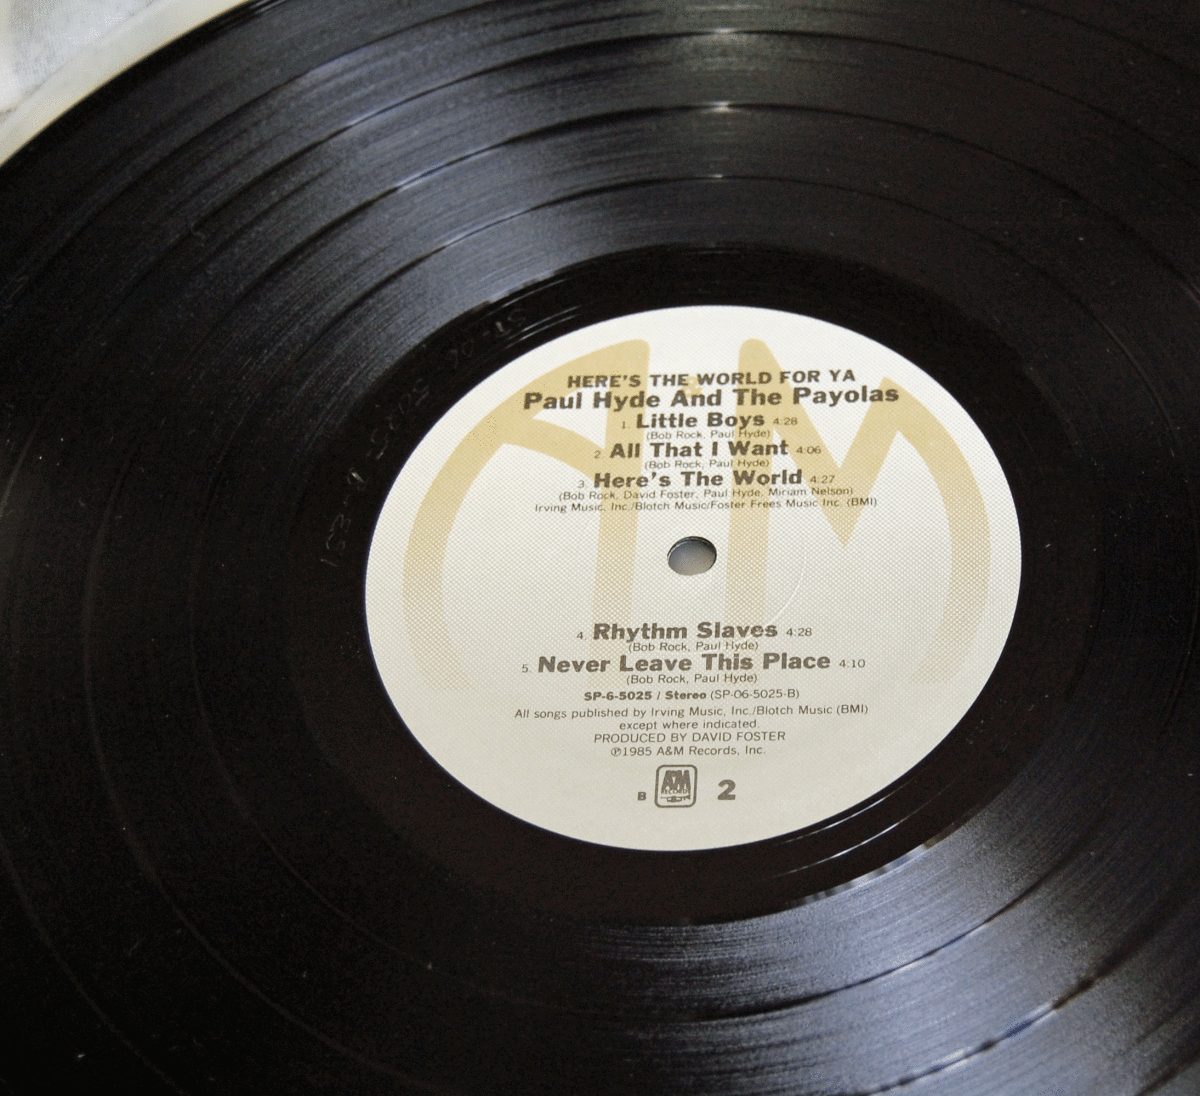 HERE'S THE WORLD FOR YA
Paul Hyde And The Payolas
1. Little Boys 4:28
(Bob Rock, Paul Hyde)
2. All That I Want 4:06
(Bob Rock, Paul Hyde)
3. Here's The World 4:27
(Bob Rock, David Foster, Paul Hyde, Miriam Nelson)
Irving Music, Inc./Blotch Music/Foster Frees Music Inc. (BMI)
4. Rhythm Slaves 4:28
(Bob Rock, Paul Hyde)
5. Never Leave This Place 4:10
(Bob Rock, Paul Hyde)
SP-6-5025 / Stereo (SP-06-5025-B)
All songs published by Irving Music, Inc./Blotch Music (BMI)
except where indicated.
PRODUCED BY DAVID FOSTER
℗1985 A&M Records, Inc.
B A&M RECORDS 2